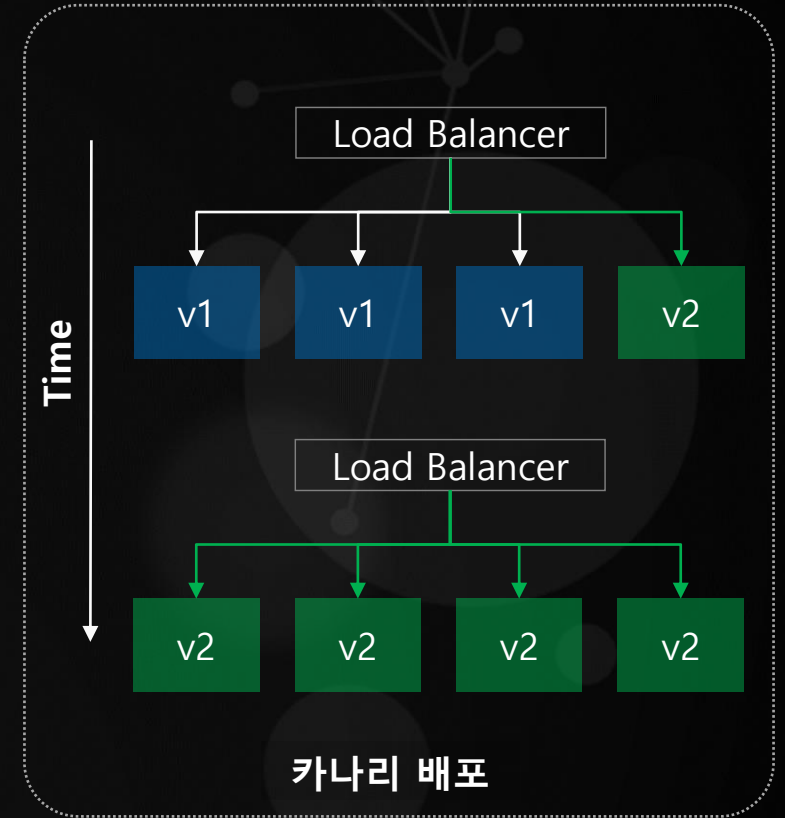 Load Balancer
Time
v1 v1 v1 v2
Load Balancer
v2 v2 v2 v2
카나리 배포